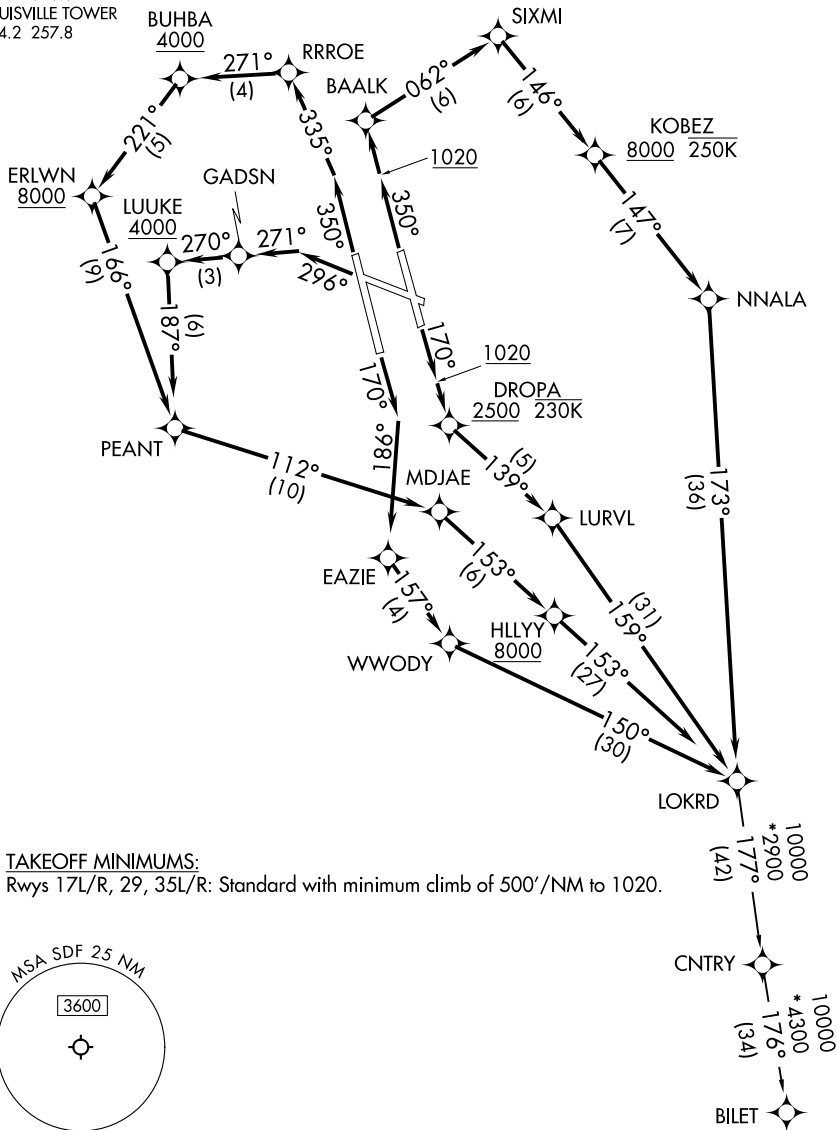 UISVILLE TOWER
4.2 257.8
BUHBA
4000
271°
(4)
RRROE
BAALK
062°
(6)
SIXMI
146°
(6)
KOBEZ
8000 250K
147°
(7)
NNALA
173°
(36)
221°
(5)
ERLWN
8000
166°
(9)
LUUKE
4000
GADSN
270°
(3)
271°
296°
335°
350°
350°
1020
187°
(6)
PEANT
112°
(10)
170°
186°
170°
1020
DROPA
2500 230K
139°
(5)
LURVL
159°
(31)
MDJAE
153°
(6)
HLLYY
8000
153°
(27)
EAZIE
157°
(4)
WWODY
150°
(30)
LOKRD
10000
*2900
177°
(42)
CNTRY
10000
*4300
176°
(34)
BILET
TAKEOFF MINIMUMS:
Rwys 17L/R, 29, 35L/R: Standard with minimum climb of 500'/NM to 1020.
MSA SDF 25 NM
3600